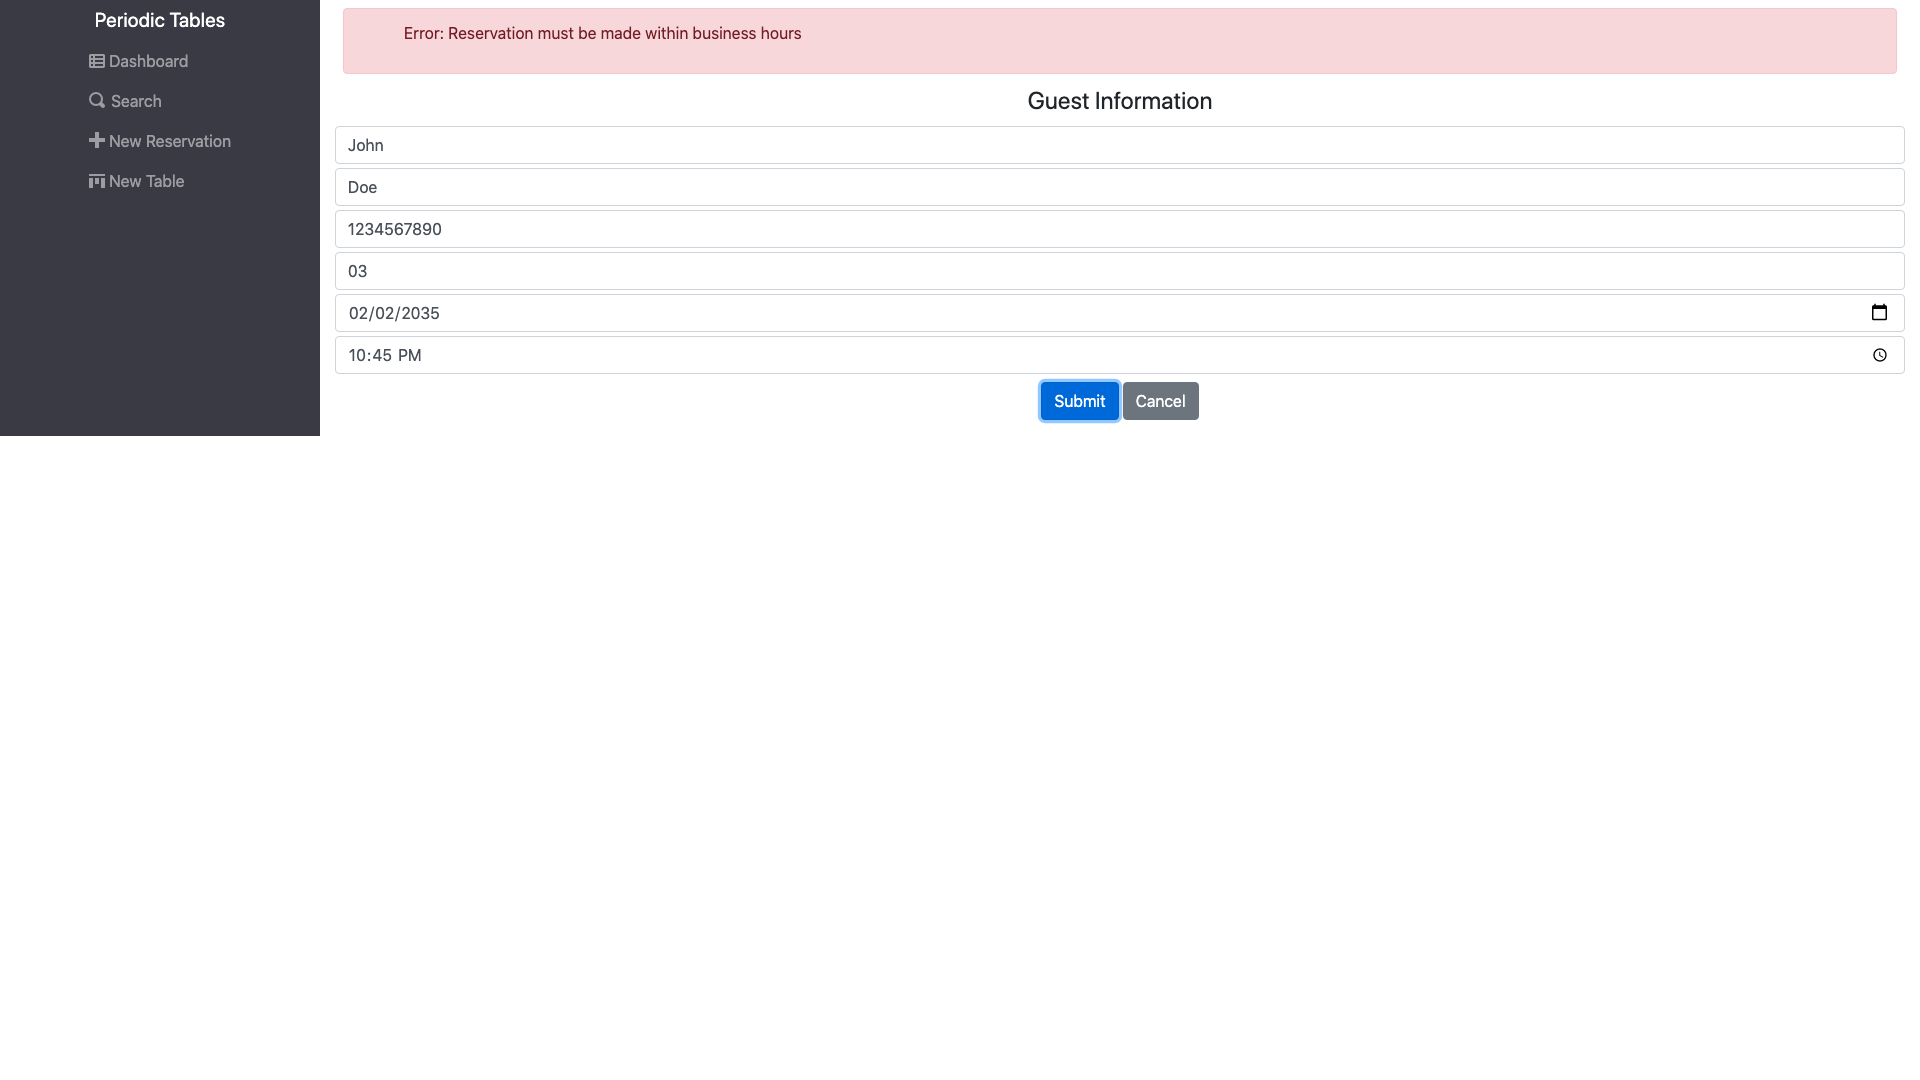 Periodic Tables
Dashboard
Search
New Reservation
New Table
Error: Reservation must be made within business hours
Guest Information
John
Doe
1234567890
03
02/02/2035
10:45 PM
Submit
Cancel